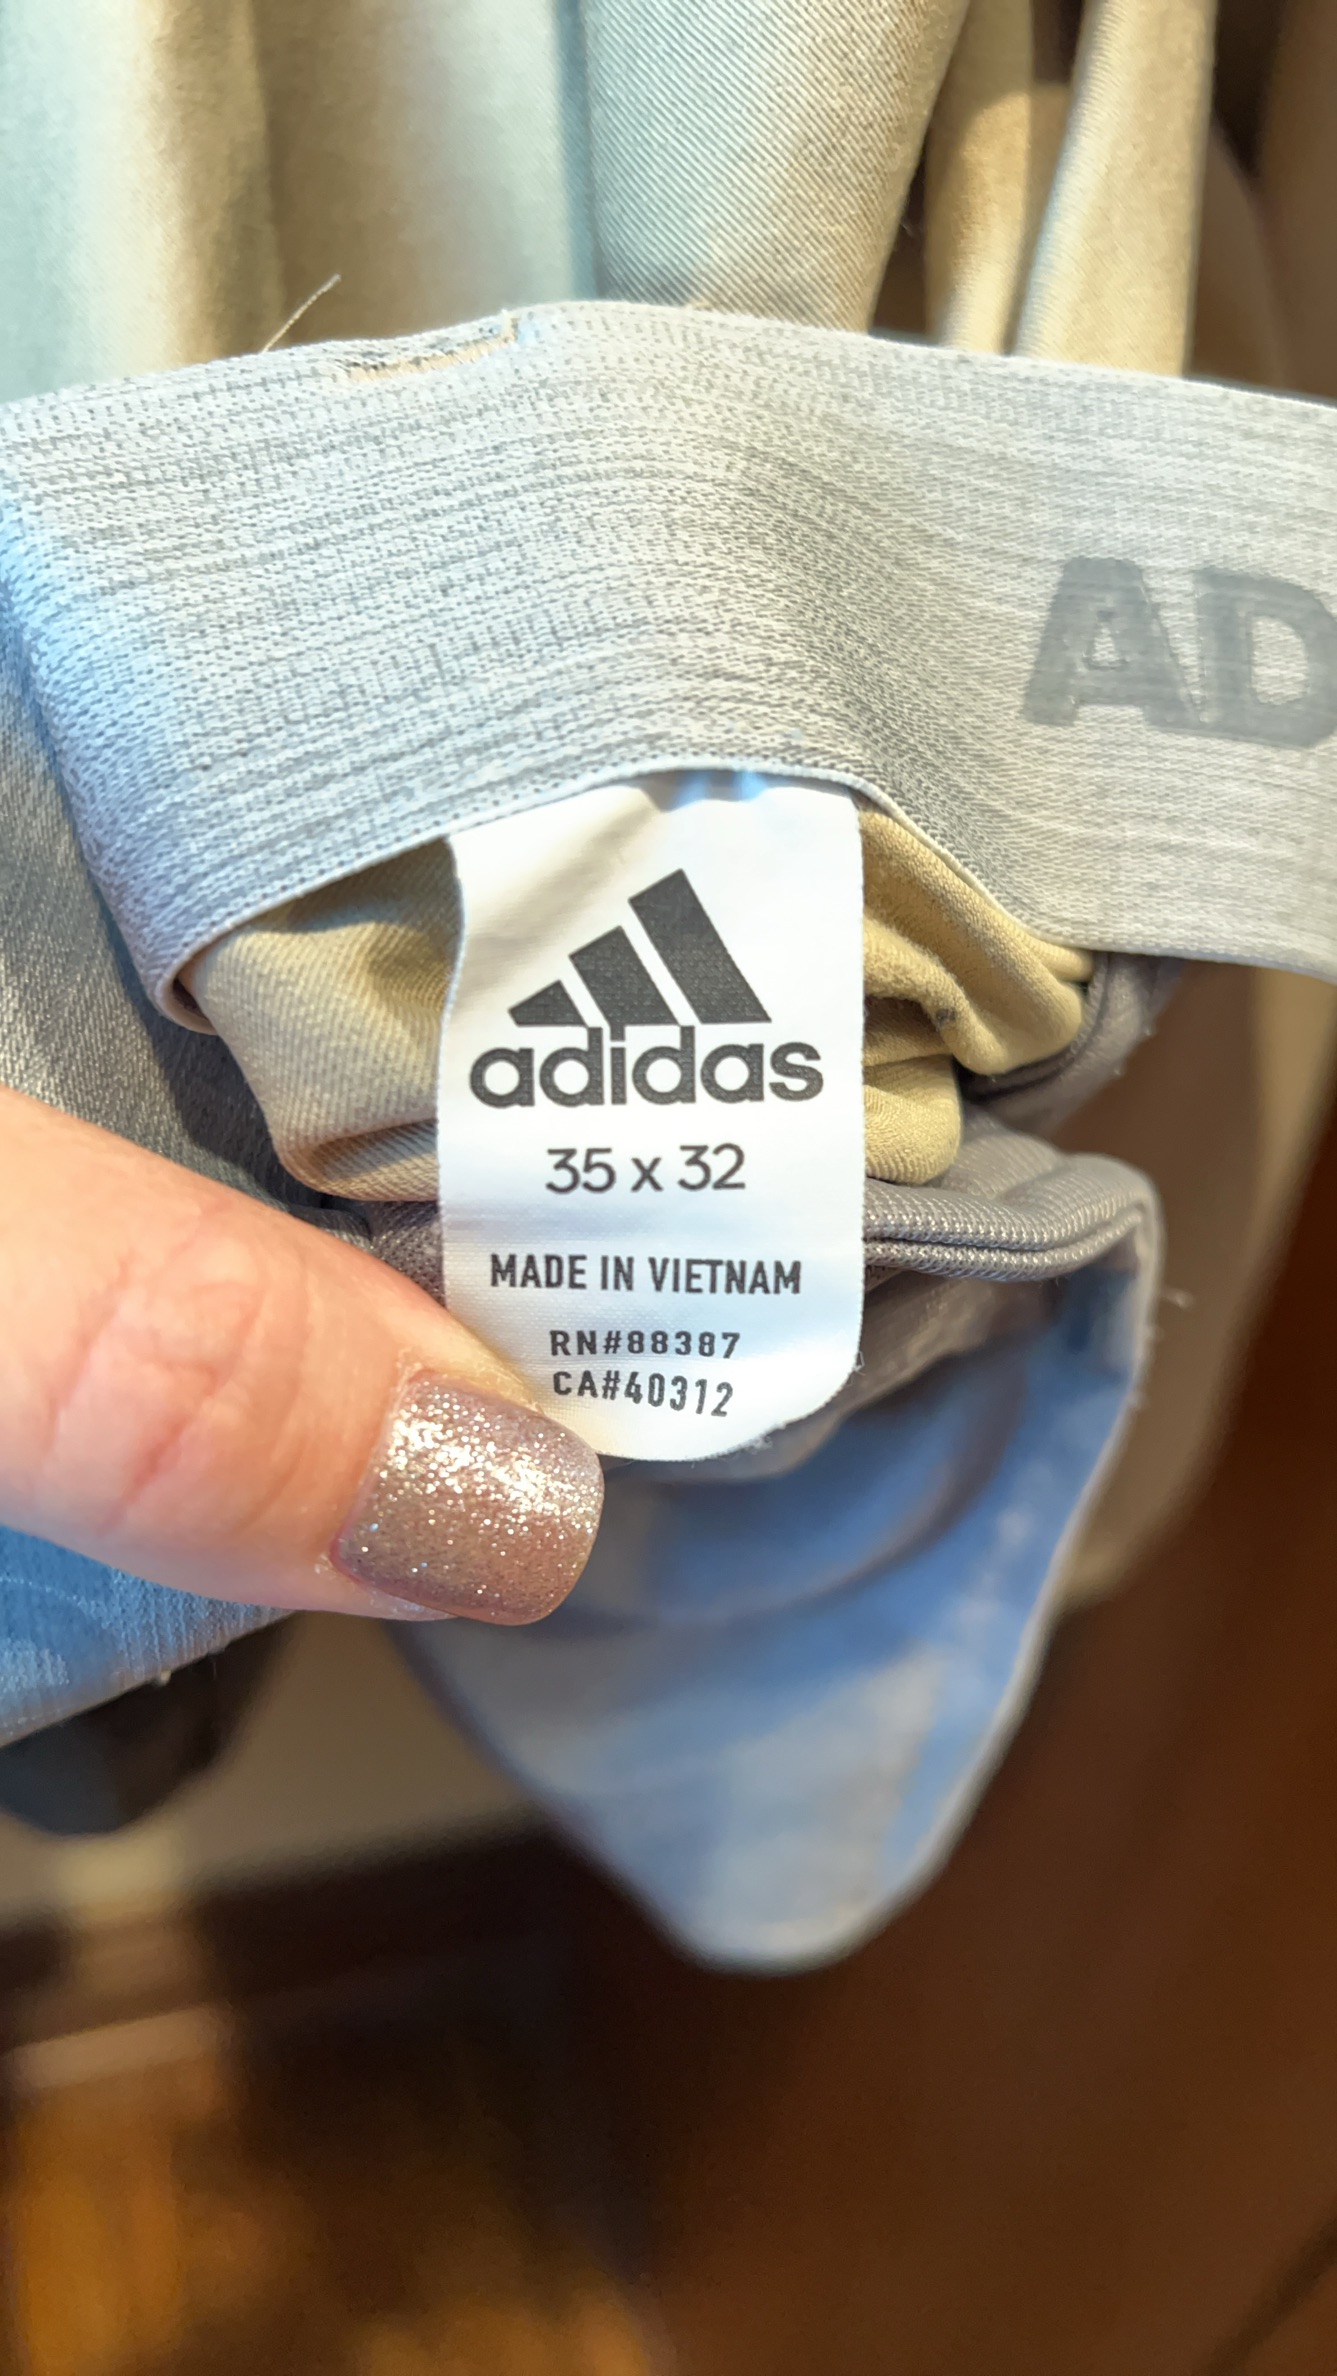 AD
adidas
35 x 32
MADE IN VIETNAM
RN#88387
CA#40312